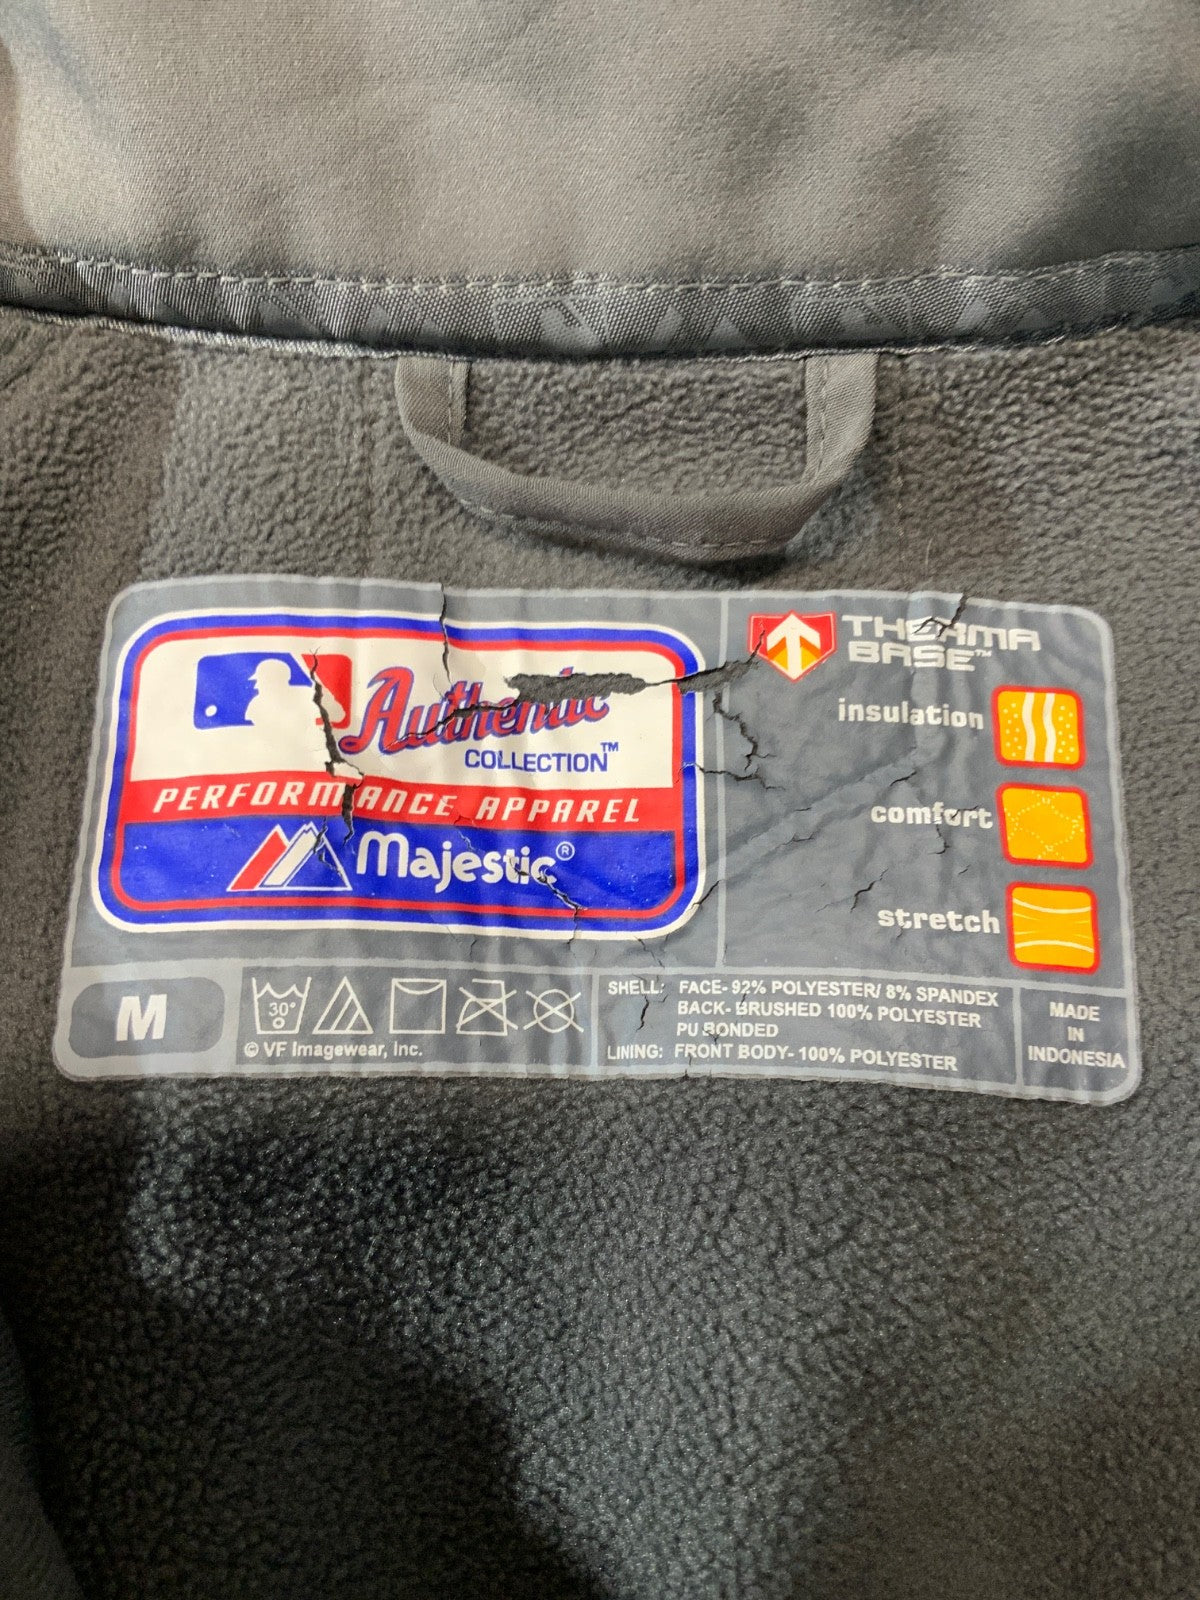 Authentic
COLLECTION™
PERFORMANCE APPAREL
Majestic®
THERMA
BASE™
insulation
comfort
stretch
M
30°
© VF Imagewear, Inc.
SHELL: FACE- 92% POLYESTER/ 8% SPANDEX
BACK- BRUSHED 100% POLYESTER
PU BONDED
LINING: FRONT BODY- 100% POLYESTER
MADE
IN
INDONESIA